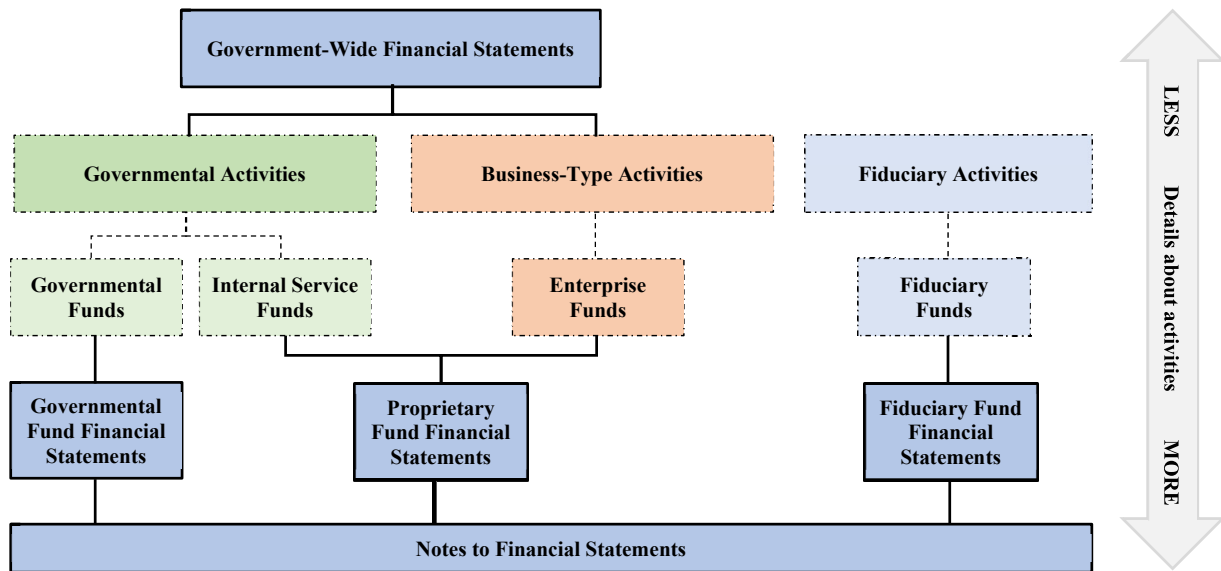 Government-Wide Financial Statements
Governmental Activities
Business-Type Activities
Fiduciary Activities
Governmental
Funds
Internal Service
Funds
Enterprise
Funds
Fiduciary
Funds
Governmental
Fund Financial
Statements
Proprietary
Fund Financial
Statements
Fiduciary Fund
Financial
Statements
Notes to Financial Statements
LESS Details about activities MORE